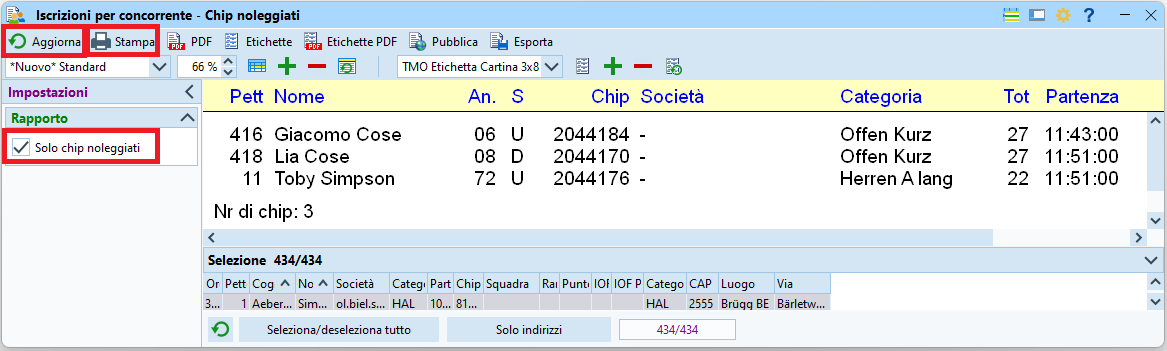 Iscrizioni per concorrente - Chip noleggiati
Aggiorna Stampa PDF Etichette Etichette PDF Pubblica Esporta
*Nuovo* Standard 66 % TMO Etichetta Cartina 3x8
Impostazioni
Rapporto
Solo chip noleggiati
Pett Nome An. S Chip Società Categoria Tot Partenza
416 Giacomo Cose 06 U 2044184 - Offen Kurz 27 11:43:00
418 Lia Cose 08 D 2044170 - Offen Kurz 27 11:51:00
11 Toby Simpson 72 U 2044176 - Herren A lang 22 11:51:00
Nr di chip: 3
Selezione 434/434
Or Pett Cog No Società Catego Part Chip Squadra Rai Punte IOF IOF P Catego CAP Luogo Via
3... 1 Aeber... Sim... ol.biel.s... HAL 10... 81... HAL 2555 Brügg BE Bärletw...
Seleziona/deseleziona tutto Solo indirizzi 434/434